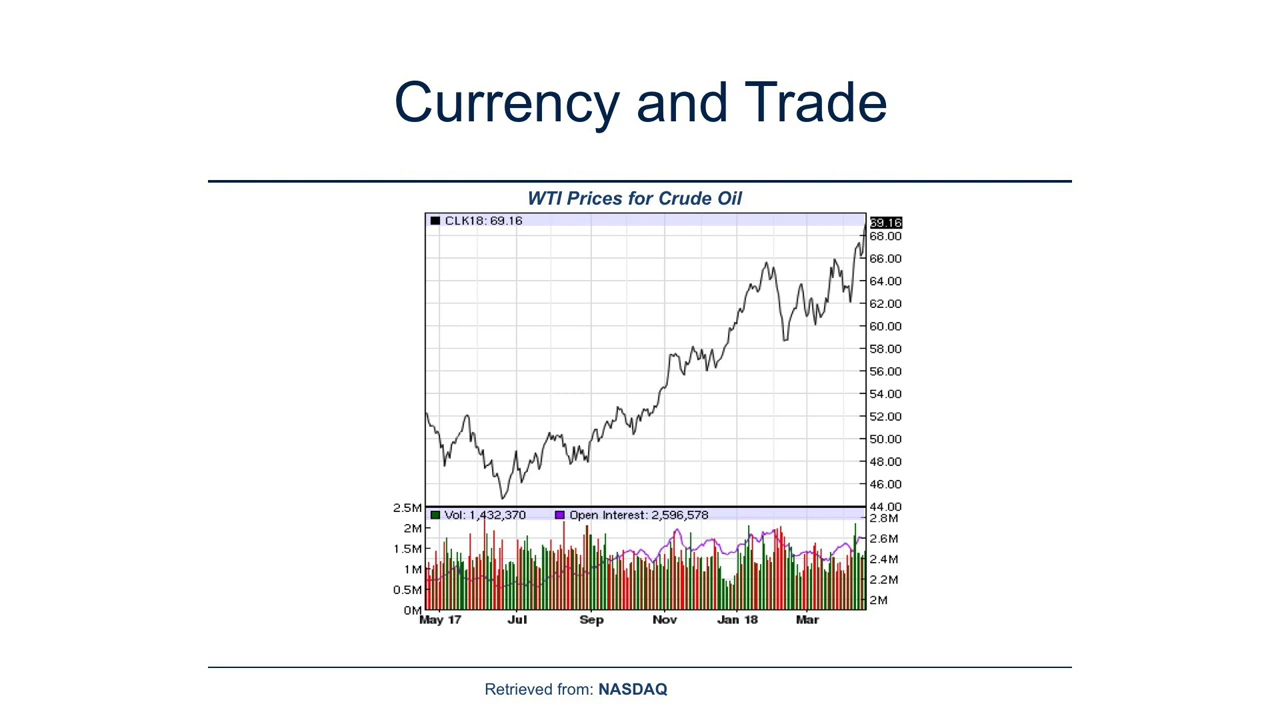 Currency and Trade
WTI Prices for Crude Oil
CLK18: 69.16
69.16
68.00
66.00
64.00
62.00
60.00
58.00
56.00
54.00
52.00
50.00
48.00
46.00
44.00
2.5M
Vol: 1,432,370 Open Interest: 2,596,578
2.8M
2M
2.6M
1.5M
2.4M
1M
2.2M
0.5M
2M
0M
May 17 Jul Sep Nov Jan 18 Mar
Retrieved from: NASDAQ